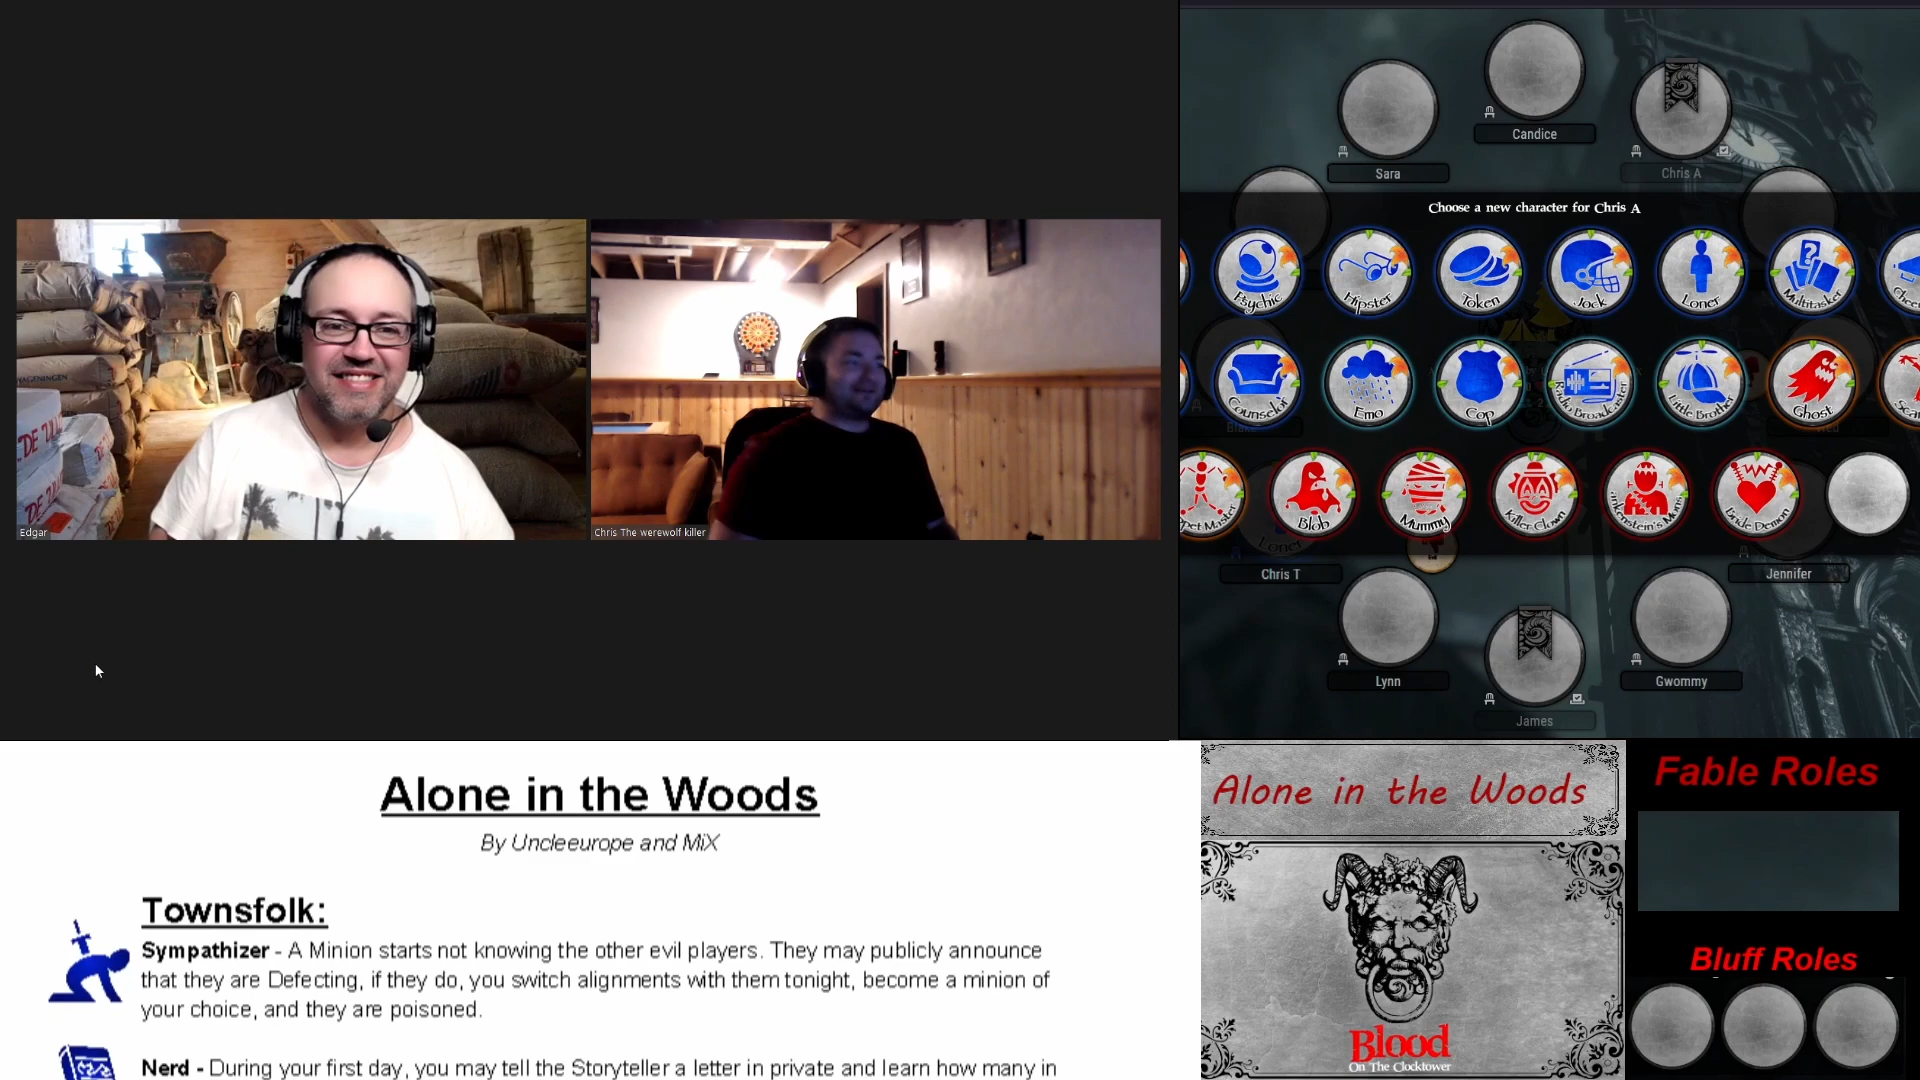 Candice
Sara
Chris A
Choose a new character for Chris A
Psychic
Hipster
Token
Jock
Loner
Multitasker
Counselor
Emo
Cop
Radio Broadcaster
Little Brother
Ghost
Blob
Mummy
Killer Clown
Bride Demon
Loner
Chris T
Jennifer
Lynn
Gwommy
James
Edgar
Chris The werewolf killer
DE
Alone in the Woods
By Uncleeurope and MiX
Townsfolk:
Sympathizer - A Minion starts not knowing the other evil players. They may publicly announce
that they are Defecting, if they do, you switch alignments with them tonight, become a minion of
your choice, and they are poisoned.
Nerd - During your first day, you may tell the Storyteller a letter in private and learn how many in
Alone in the Woods
Blood
On The Clocktower
Fable Roles
Bluff Roles